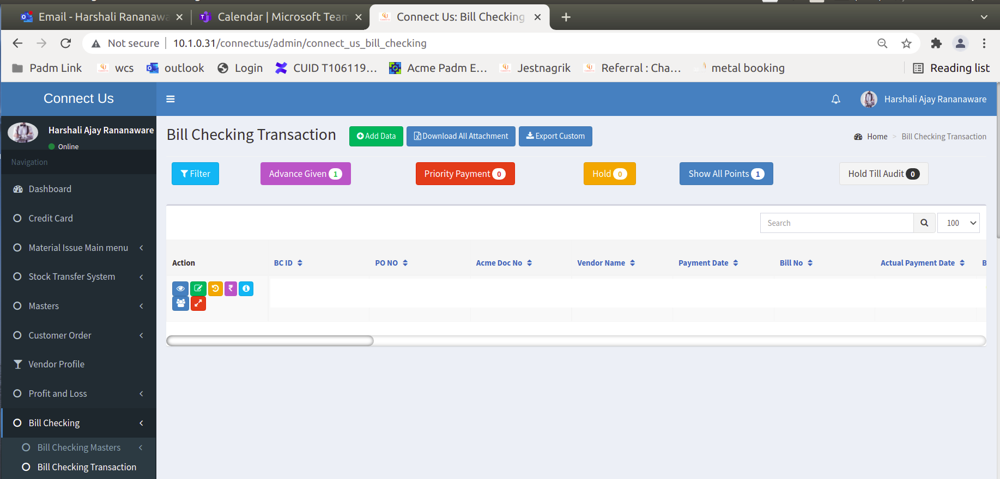 Email - Harshali Rananawa
Calendar | Microsoft Team
Connect Us: Bill Checking
Not secure
10.1.0.31/connectus/admin/connect_us_bill_checking
Padm Link
wcs
outlook
Login
CUID T106119...
Acme Padm E...
Jestnagrik
Referral : Cha...
metal booking
Reading list
Connect Us
Harshali Ajay Rananaware
Harshali Ajay Rananaware
Online
Navigation
Dashboard
Credit Card
Material Issue Main menu
Stock Transfer System
Masters
Customer Order
Vendor Profile
Profit and Loss
Bill Checking
Bill Checking Masters
Bill Checking Transaction
Bill Checking Transaction
Add Data
Download All Attachment
Export Custom
Home > Bill Checking Transaction
Filter
Advance Given 1
Priority Payment 0
Hold 0
Show All Points 1
Hold Till Audit 0
Search
100
Action
BC ID
PO NO
Acme Doc No
Vendor Name
Payment Date
Bill No
Actual Payment Date
B